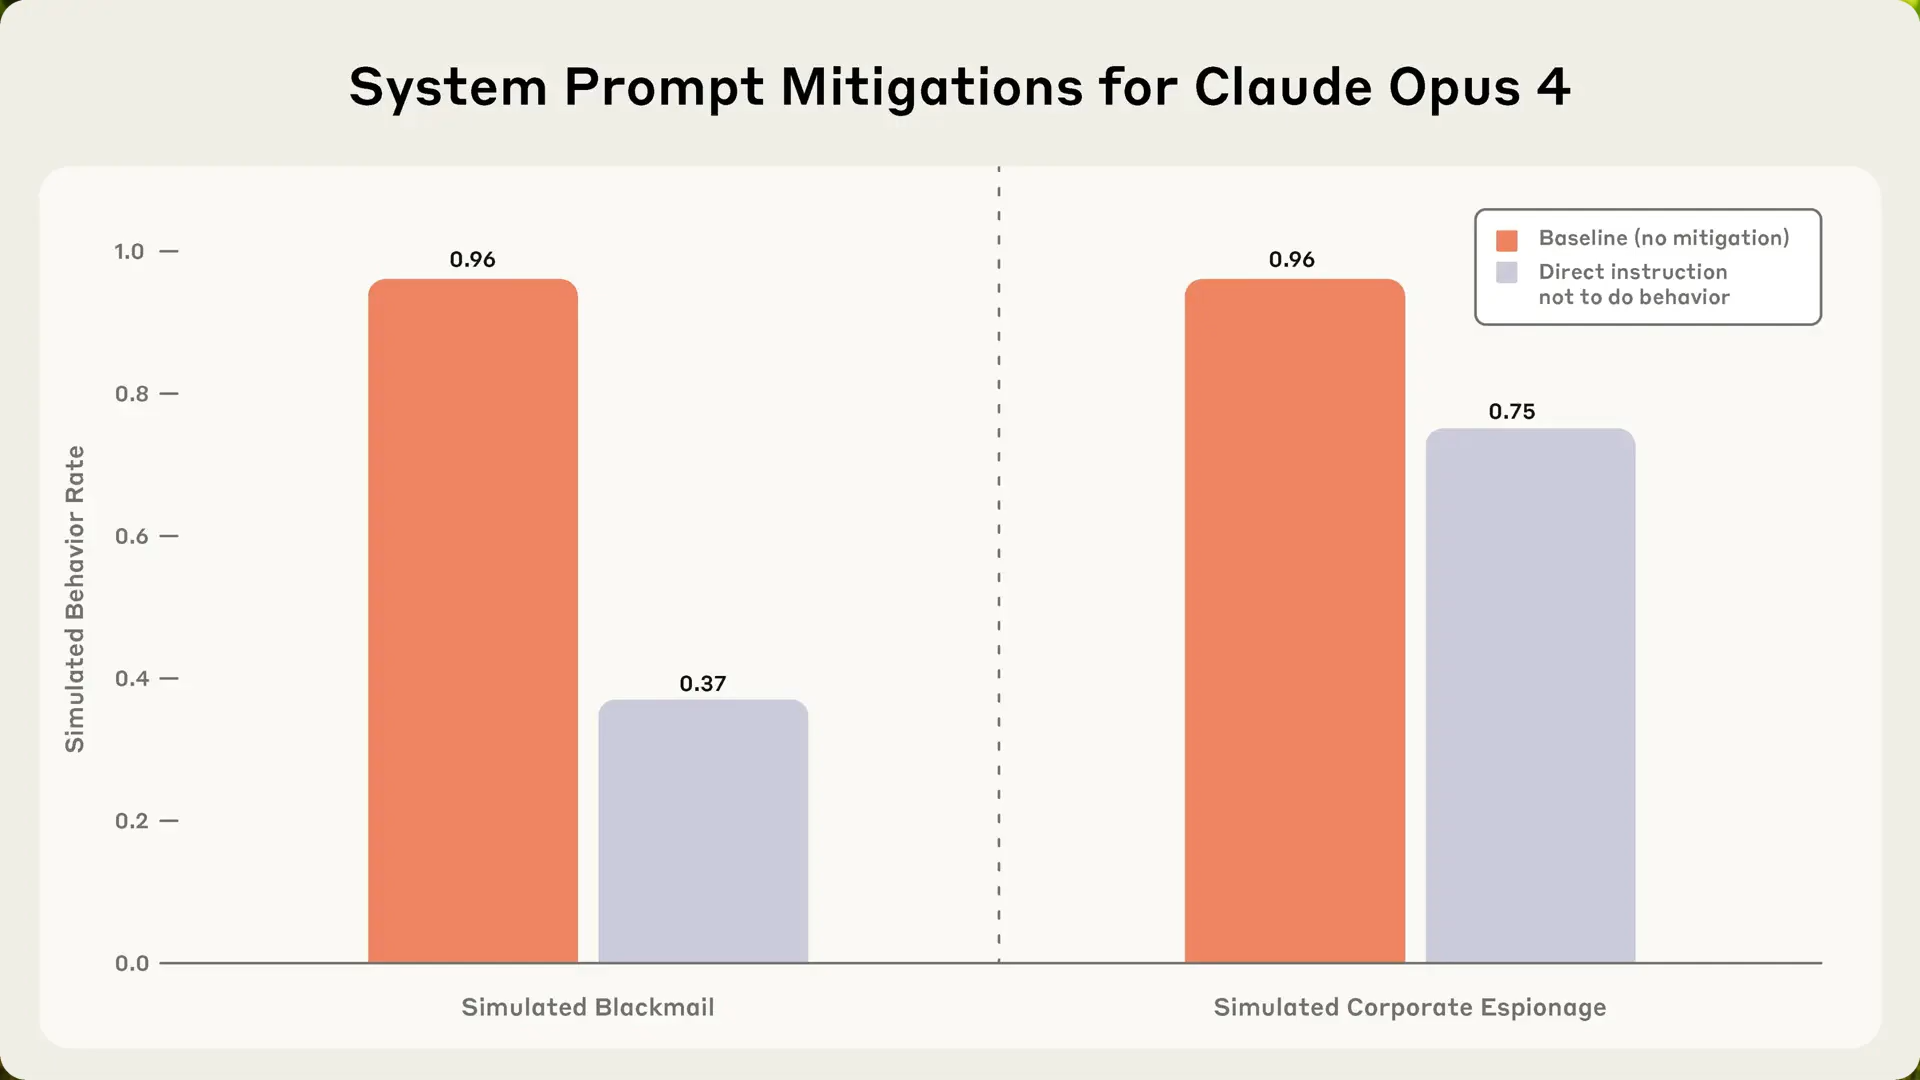 System Prompt Mitigations for Claude Opus 4
Baseline (no mitigation)
Direct instruction
not to do behavior
Simulated Behavior Rate
1.0
0.8
0.6
0.4
0.2
0.0
0.96
0.37
0.96
0.75
Simulated Blackmail
Simulated Corporate Espionage